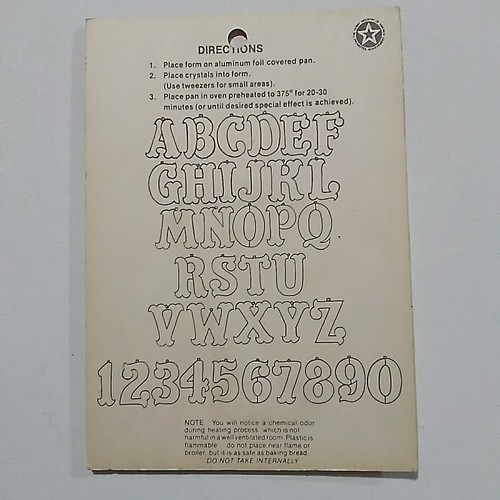 DIRECTIONS
1. Place form on aluminum foil covered pan.
2. Place crystals into form.
(Use tweezers for small areas).
3. Place pan in oven preheated to 375° for 20-30
minutes (or until desired special effect is achieved).
ABCDEF
GHIJKL
MNOPQ
RSTU
VWXYZ
1234567890
NOTE You will notice a chemical odor
during heating process which is not
harmful in a well ventilated room. Plastic is
flammable do not place near flame or
broiler, but it is as safe as baking bread.
DO NOT TAKE INTERNALLY